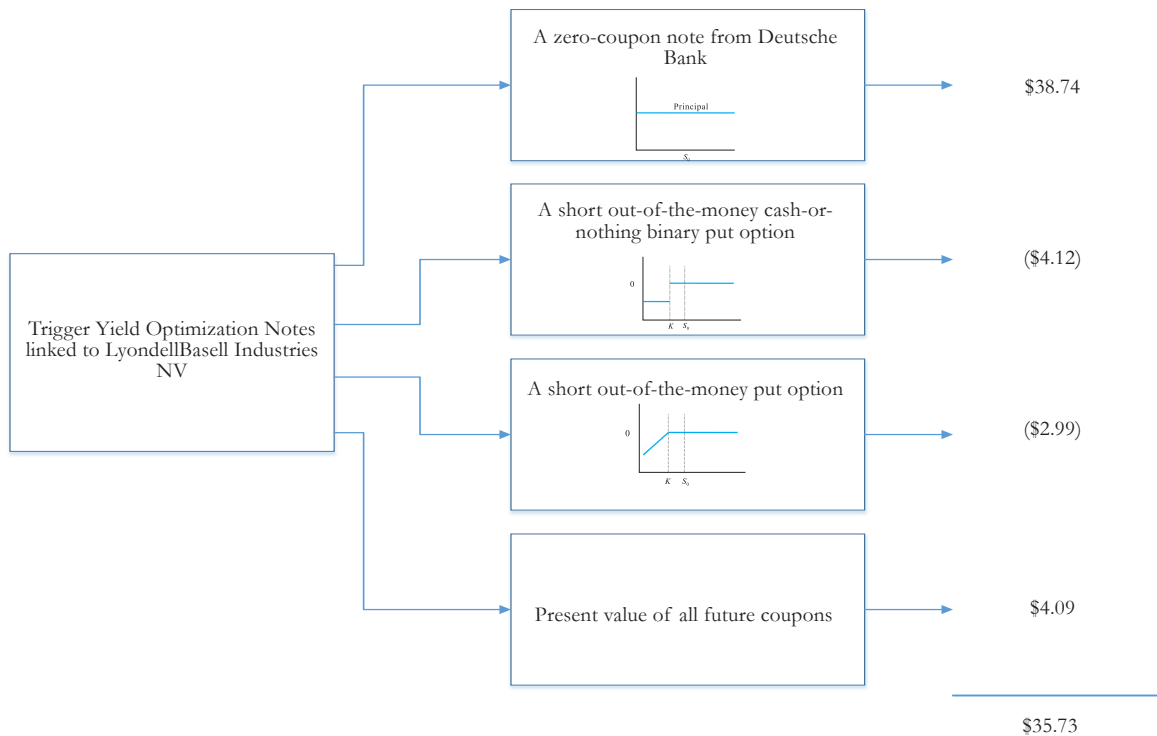 A zero-coupon note from Deutsche
Bank
Principal
S₀
$38.74
A short out-of-the-money cash-or-
nothing binary put option
0
K S₀
($4.12)
Trigger Yield Optimization Notes
linked to LyondellBasell Industries
NV
A short out-of-the-money put option
0
K S₀
($2.99)
Present value of all future coupons
$4.09
$35.73